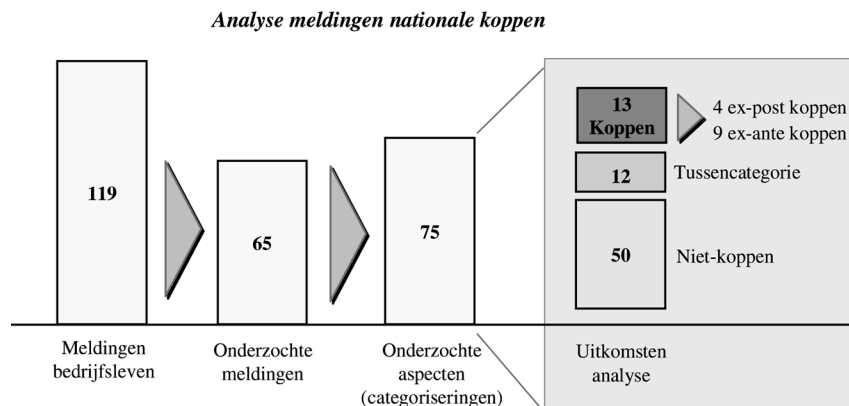 Analyse meldingen nationale koppen
119
65
75
13
Koppen
4 ex-post koppen
9 ex-ante koppen
12
Tussencategorie
50
Niet-koppen
Meldingen
bedrijfsleven
Onderzochte
meldingen
Onderzochte
aspecten
(categoriseringen)
Uitkomsten
analyse